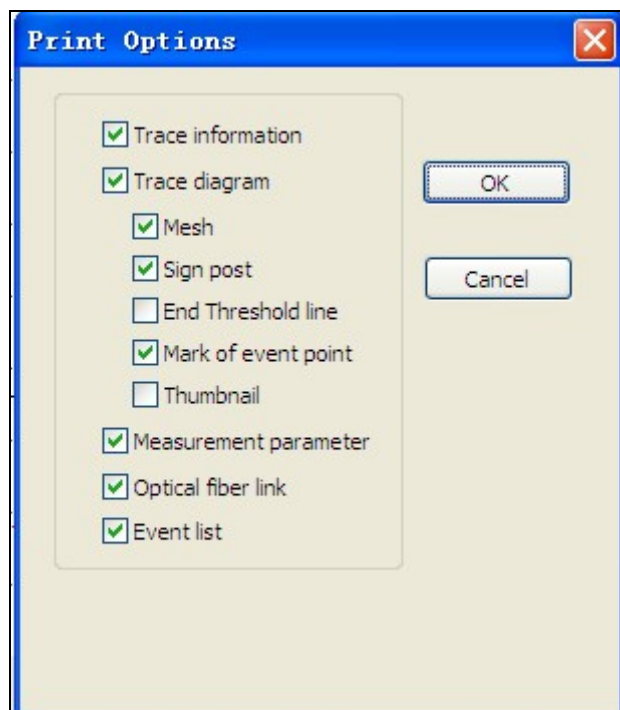 Print Options
Trace information
Trace diagram
OK
Mesh
Sign post
Cancel
End Threshold line
Mark of event point
Thumbnail
Measurement parameter
Optical fiber link
Event list